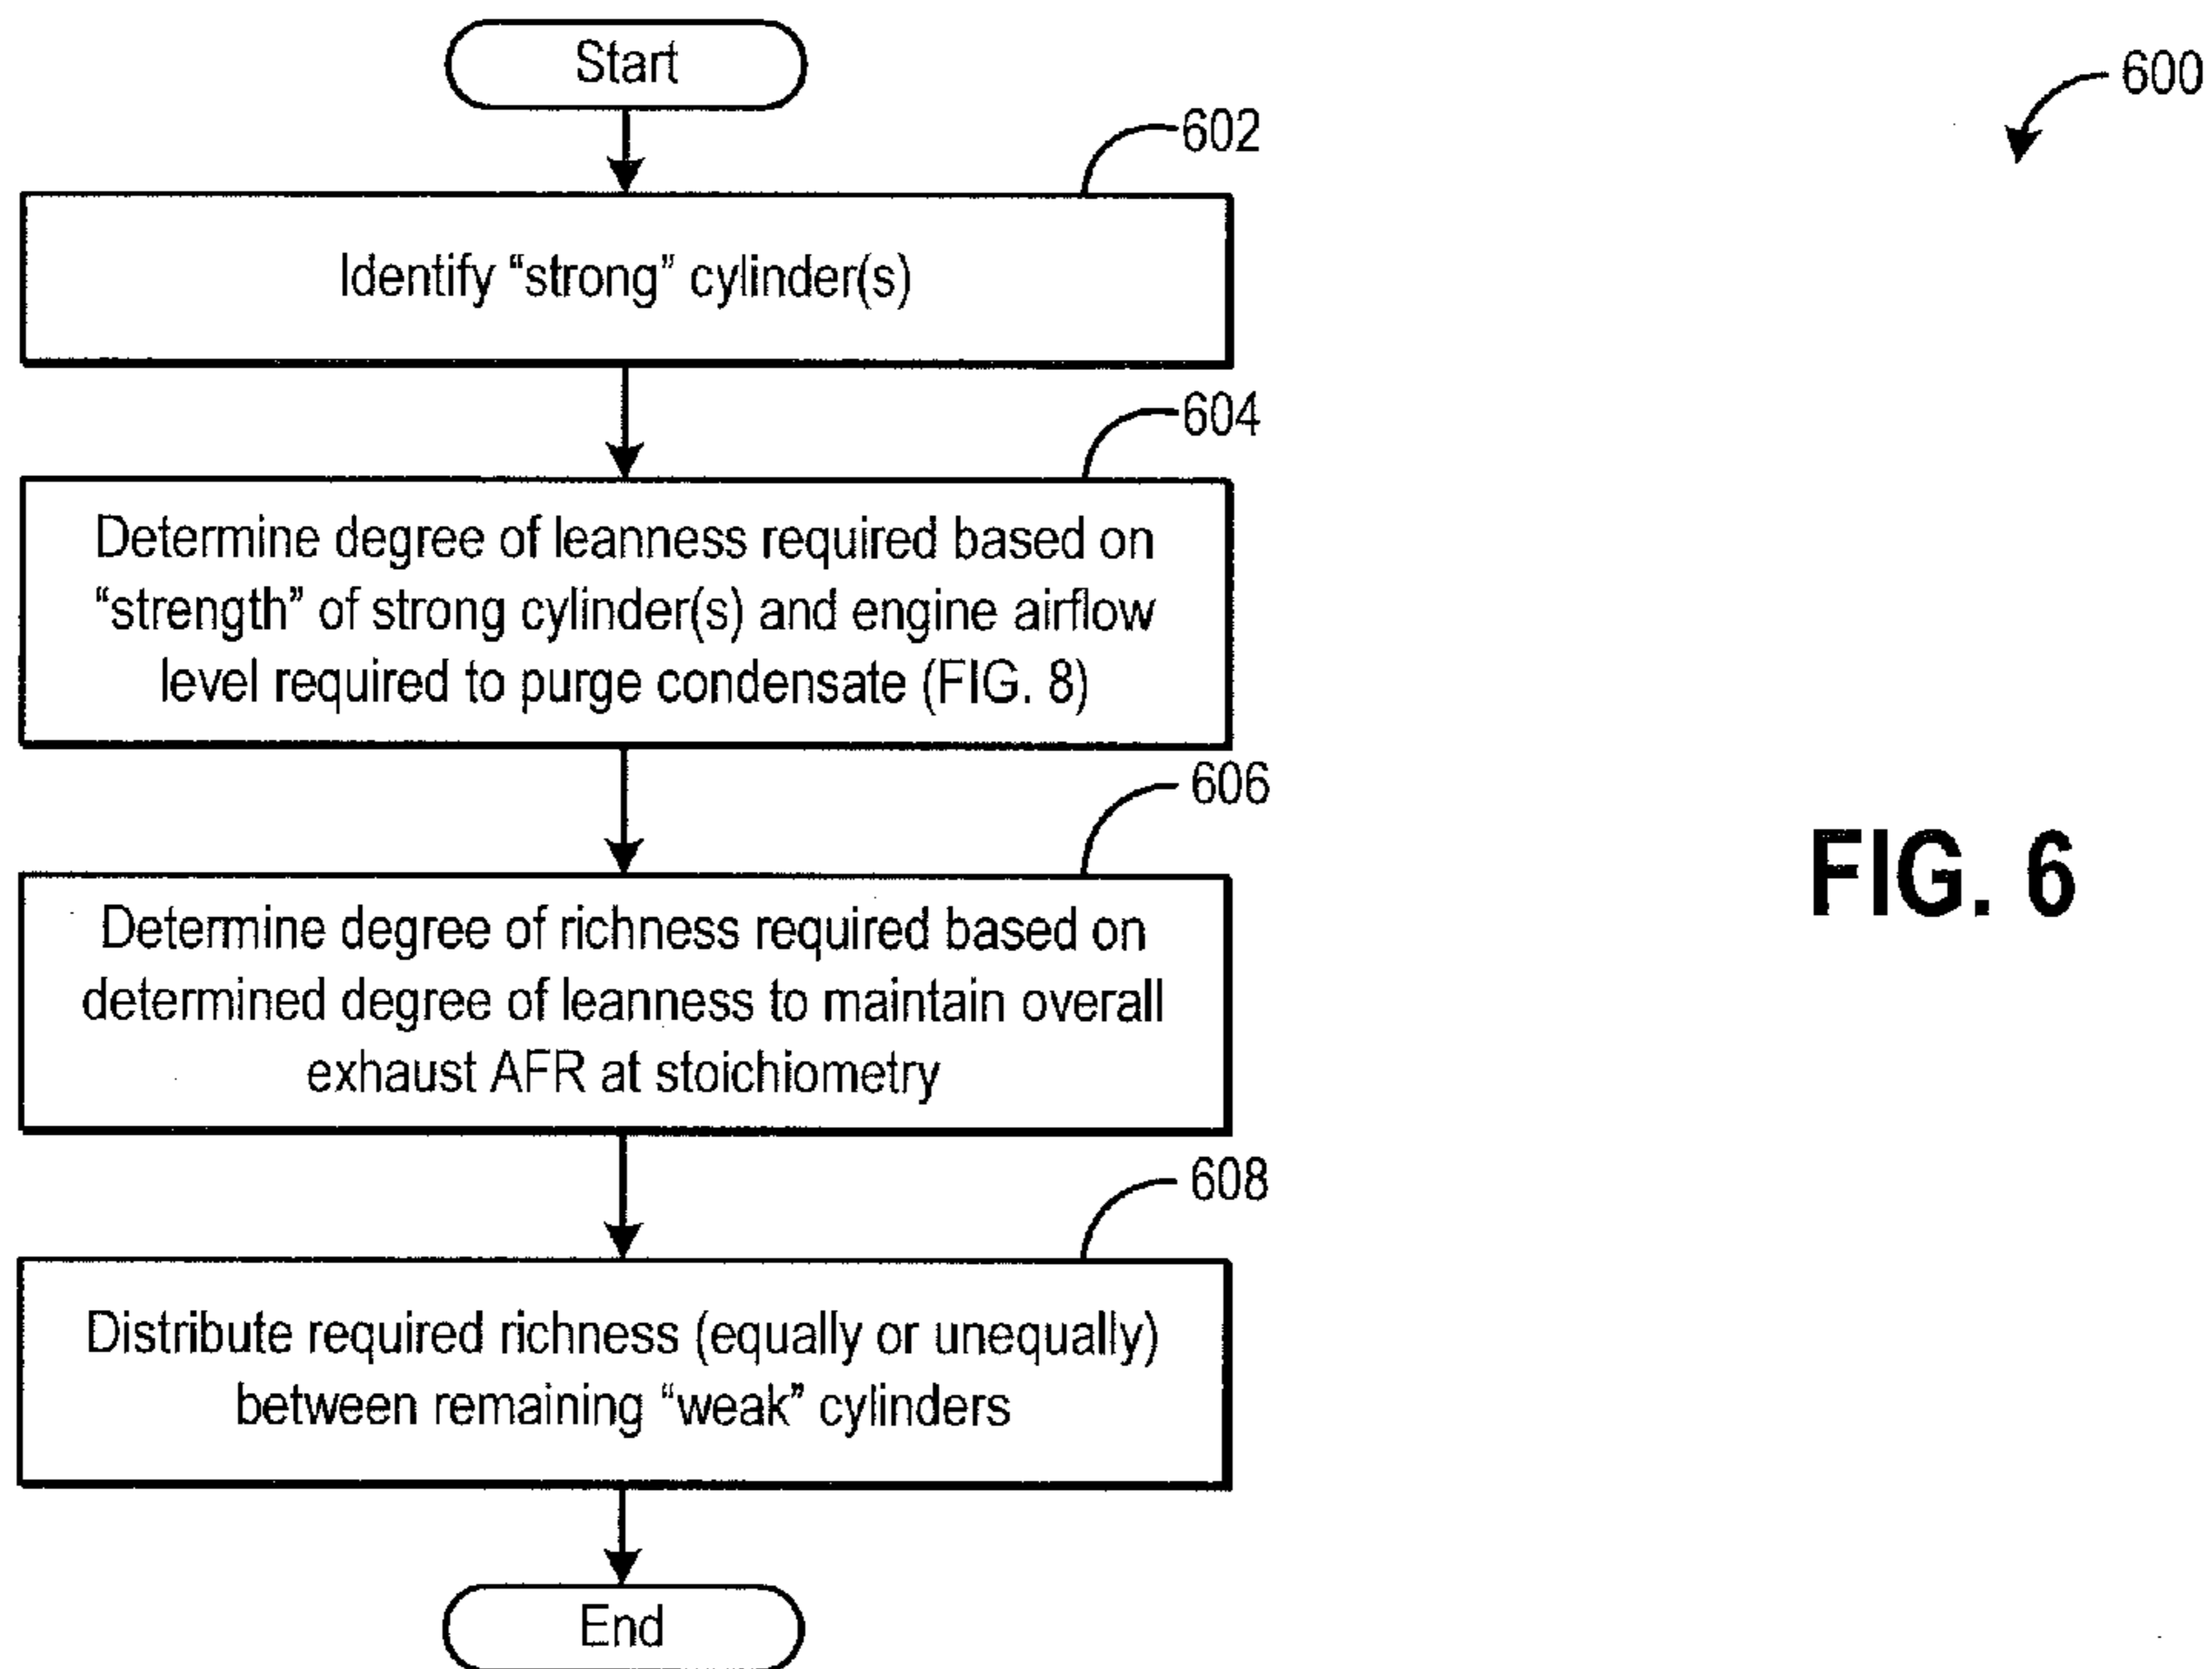 Start
600
602
Identify “strong” cylinder(s)
604
Determine degree of leanness required based on
“strength” of strong cylinder(s) and engine airflow
level required to purge condensate (FIG. 8)
606
Determine degree of richness required based on
determined degree of leanness to maintain overall
exhaust AFR at stoichiometry
FIG. 6
608
Distribute required richness (equally or unequally)
between remaining “weak” cylinders
End